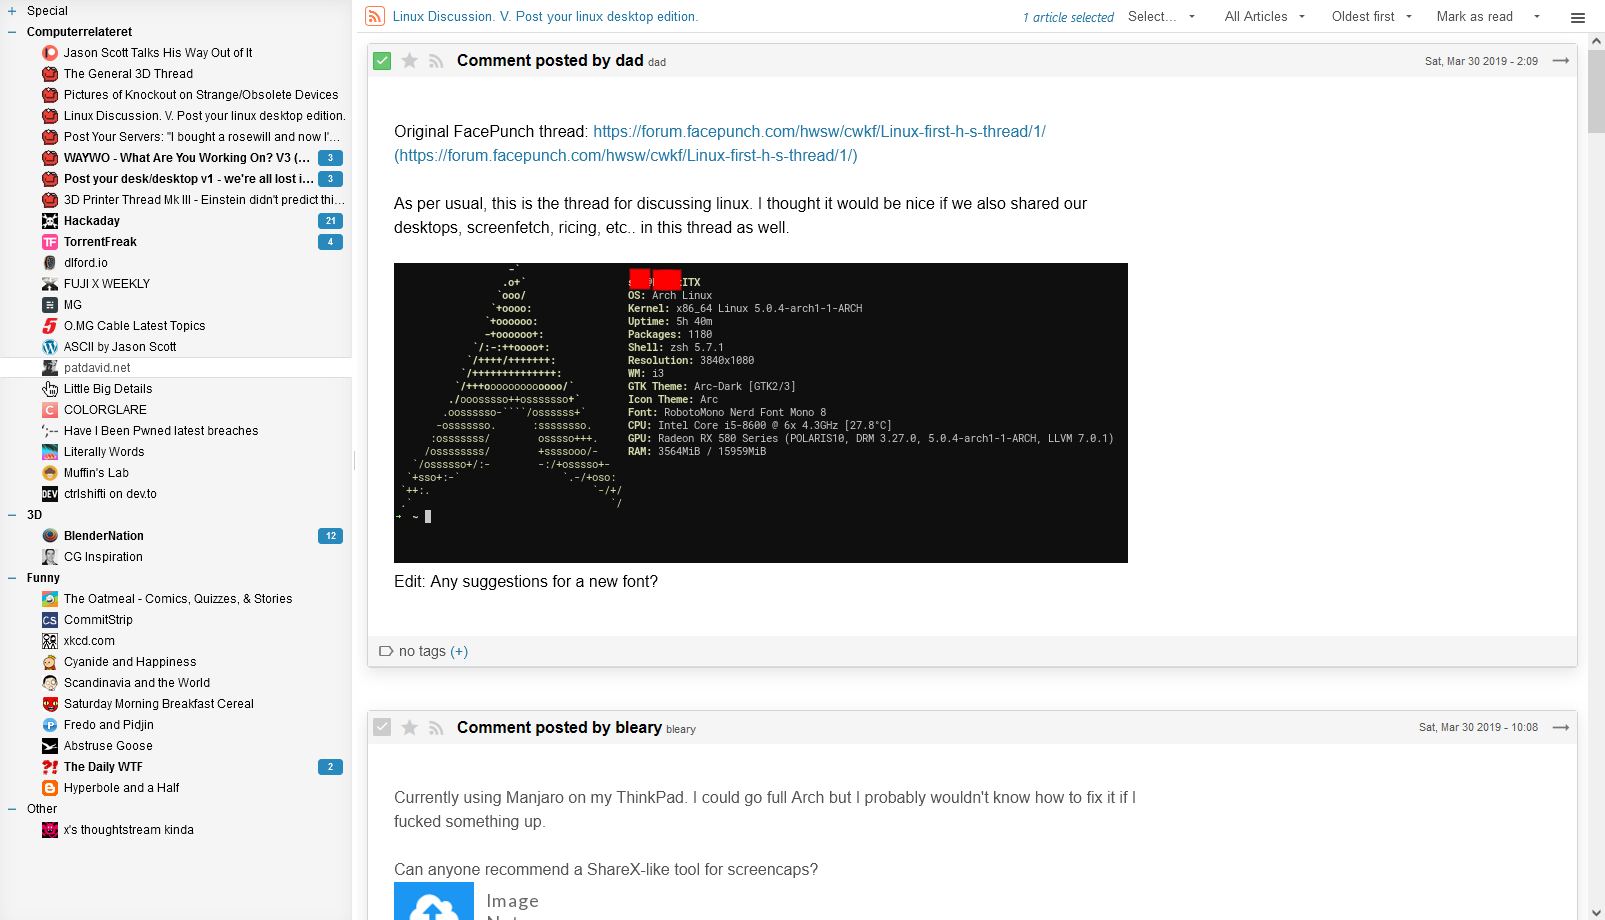 Special
Computerrelateret
Jason Scott Talks His Way Out of It
The General 3D Thread
Pictures of Knockout on Strange/Obsolete Devices
Linux Discussion. V. Post your linux desktop edition.
Post Your Servers: "I bought a rosewill and now I'...
WAYWO - What Are You Working On? V3 (... 3
Post your desk/desktop v1 - we're all lost i... 3
3D Printer Thread Mk III - Einstein didn't predict thi...
Hackaday 21
TF TorrentFreak 4
dlford.io
FUJI X WEEKLY
MG
5 O.MG Cable Latest Topics
ASCII by Jason Scott
patdavid.net
Little Big Details
C COLORGLARE
';-- Have I Been Pwned latest breaches
Literally Words
Muffin's Lab
DEV ctrlshifti on dev.to
3D
BlenderNation 12
CG Inspiration
Funny
The Oatmeal - Comics, Quizzes, & Stories
CS CommitStrip
xkcd.com
Cyanide and Happiness
Scandinavia and the World
Saturday Morning Breakfast Cereal
Fredo and Pidjin
Abstruse Goose
?! The Daily WTF 2
Hyperbole and a Half
Other
x's thoughtstream kinda
Linux Discussion. V. Post your linux desktop edition. 1 article selected Select... All Articles Oldest first Mark as read
Comment posted by dad dad Sat, Mar 30 2019 - 2:09
Original FacePunch thread: https://forum.facepunch.com/hwsw/cwkf/Linux-first-h-s-thread/1/
(https://forum.facepunch.com/hwsw/cwkf/Linux-first-h-s-thread/1/)
As per usual, this is the thread for discussing linux. I thought it would be nice if we also shared our
desktops, screenfetch, ricing, etc.. in this thread as well.
ITX
OS: Arch Linux
Kernel: x86_64 Linux 5.0.4-arch1-1-ARCH
Uptime: 5h 40m
Packages: 1180
Shell: zsh 5.7.1
Resolution: 3840x1080
WM: i3
GTK Theme: Arc-Dark [GTK2/3]
Icon Theme: Arc
Font: RobotoMono Nerd Font Mono 8
CPU: Intel Core i5-8600 @ 6x 4.3GHz [27.8°C]
GPU: Radeon RX 580 Series (POLARIS10, DRM 3.27.0, 5.0.4-arch1-1-ARCH, LLVM 7.0.1)
RAM: 3564MiB / 15959MiB
→ ~
Edit: Any suggestions for a new font?
no tags (+)
Comment posted by bleary bleary Sat, Mar 30 2019 - 10:08
Currently using Manjaro on my ThinkPad. I could go full Arch but I probably wouldn't know how to fix it if I
fucked something up.
Can anyone recommend a ShareX-like tool for screencaps?
Image